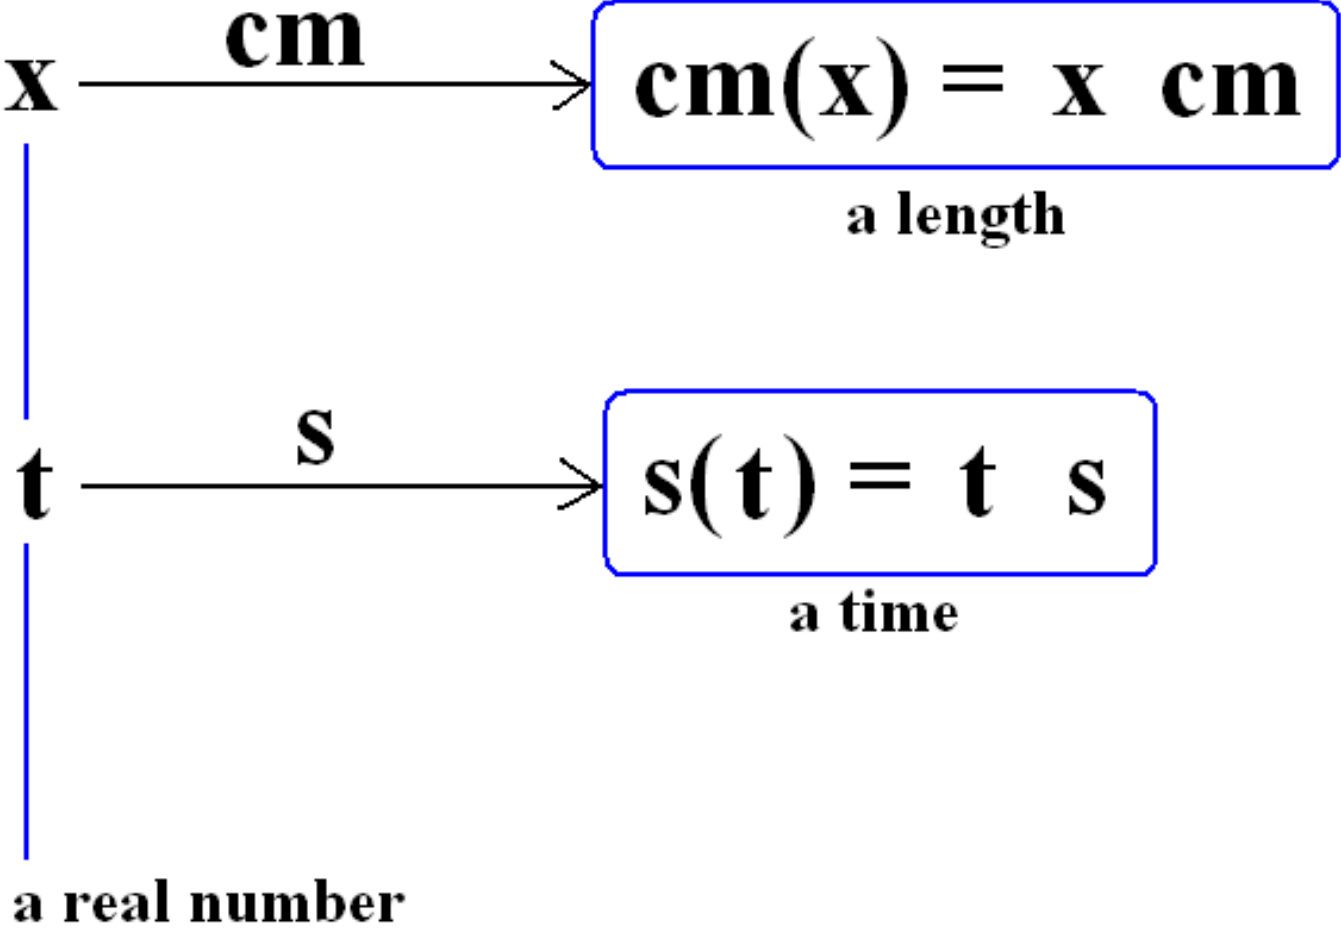 cm
x
cm(x) = x cm
a length
s
t
s(t) = t s
a time
a real number